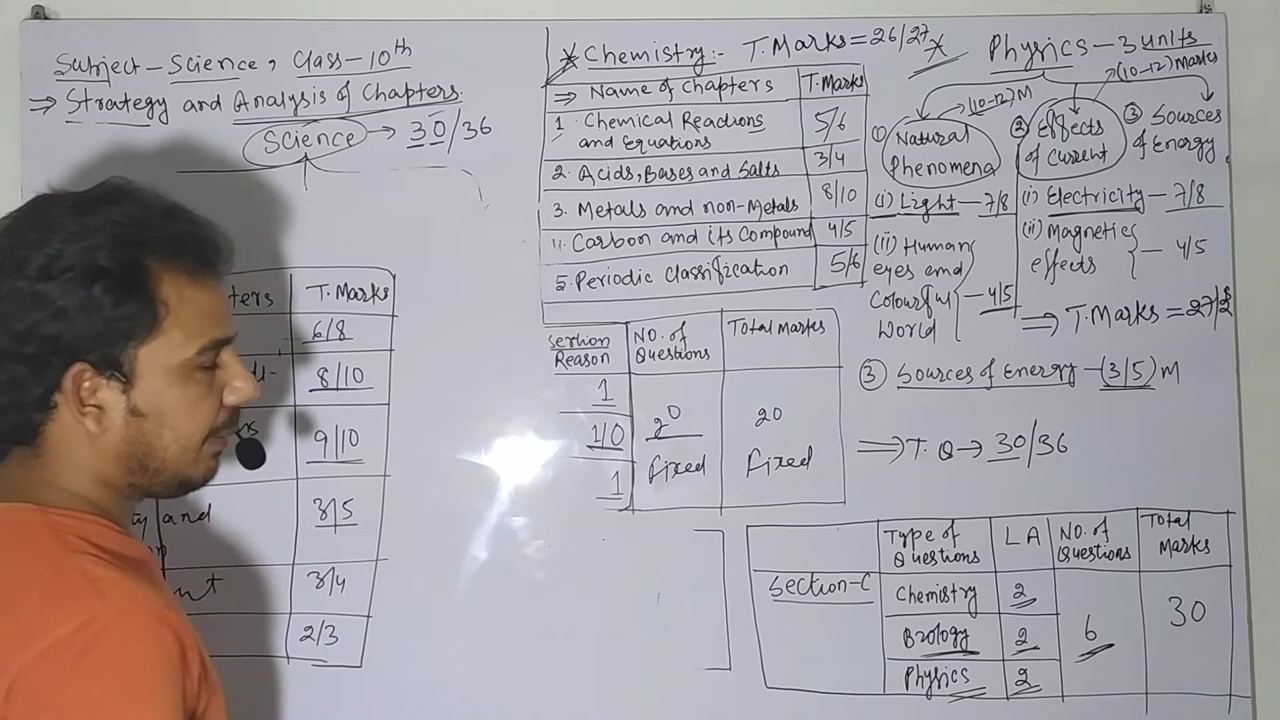 Subject - Science, Class - 10th
⇒ Strategy and Analysis of Chapters.
Science → 30/36
ters | T.Marks
6/8
8/10
9/10
ty and | 3/5
nt | 3/4
2/3
* Chemistry:- T.Marks = 26/27 *
⇒ Name of Chapters | T.Marks
1. Chemical Reactions and Equations | 5/6
2. Acids, Bases and Salts | 3/4
3. Metals and non-Metals | 8/10
4. Carbon and its Compound | 4/5
5. Periodic Classification | 5/6
Reason | NO. of Questions | Total Marks
1
1/0 | 20 | 20
1 | Fixed | Fixed
Physics - 3 units
→ (10-12) Marks
→ (10-12) M
(1) Natural Phenomena
(2) Effects of Current
(3) Sources of Energy
(i) Light - 7/8
(ii) Human eyes and Colourful World - 4/5
(i) Electricity - 7/8
(ii) Magnetic effects - 4/5
(3) Sources of Energy - (3/5) M
⇒ T.Q → 30/36
Type of Questions | LA | NO. of Questions | Total Marks
Section-C | Chemistry | 2
Biology | 2 | 6 | 30
Physics | 2